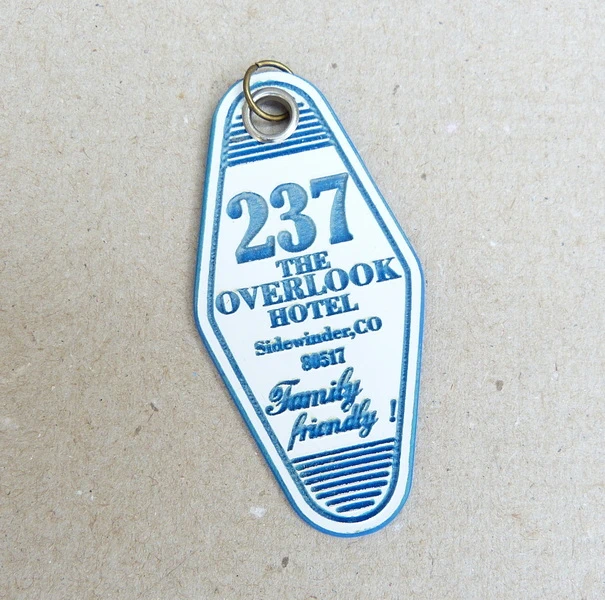 237
THE
OVERLOOK
HOTEL
Sidewinder,CO
80517
Family
friendly !